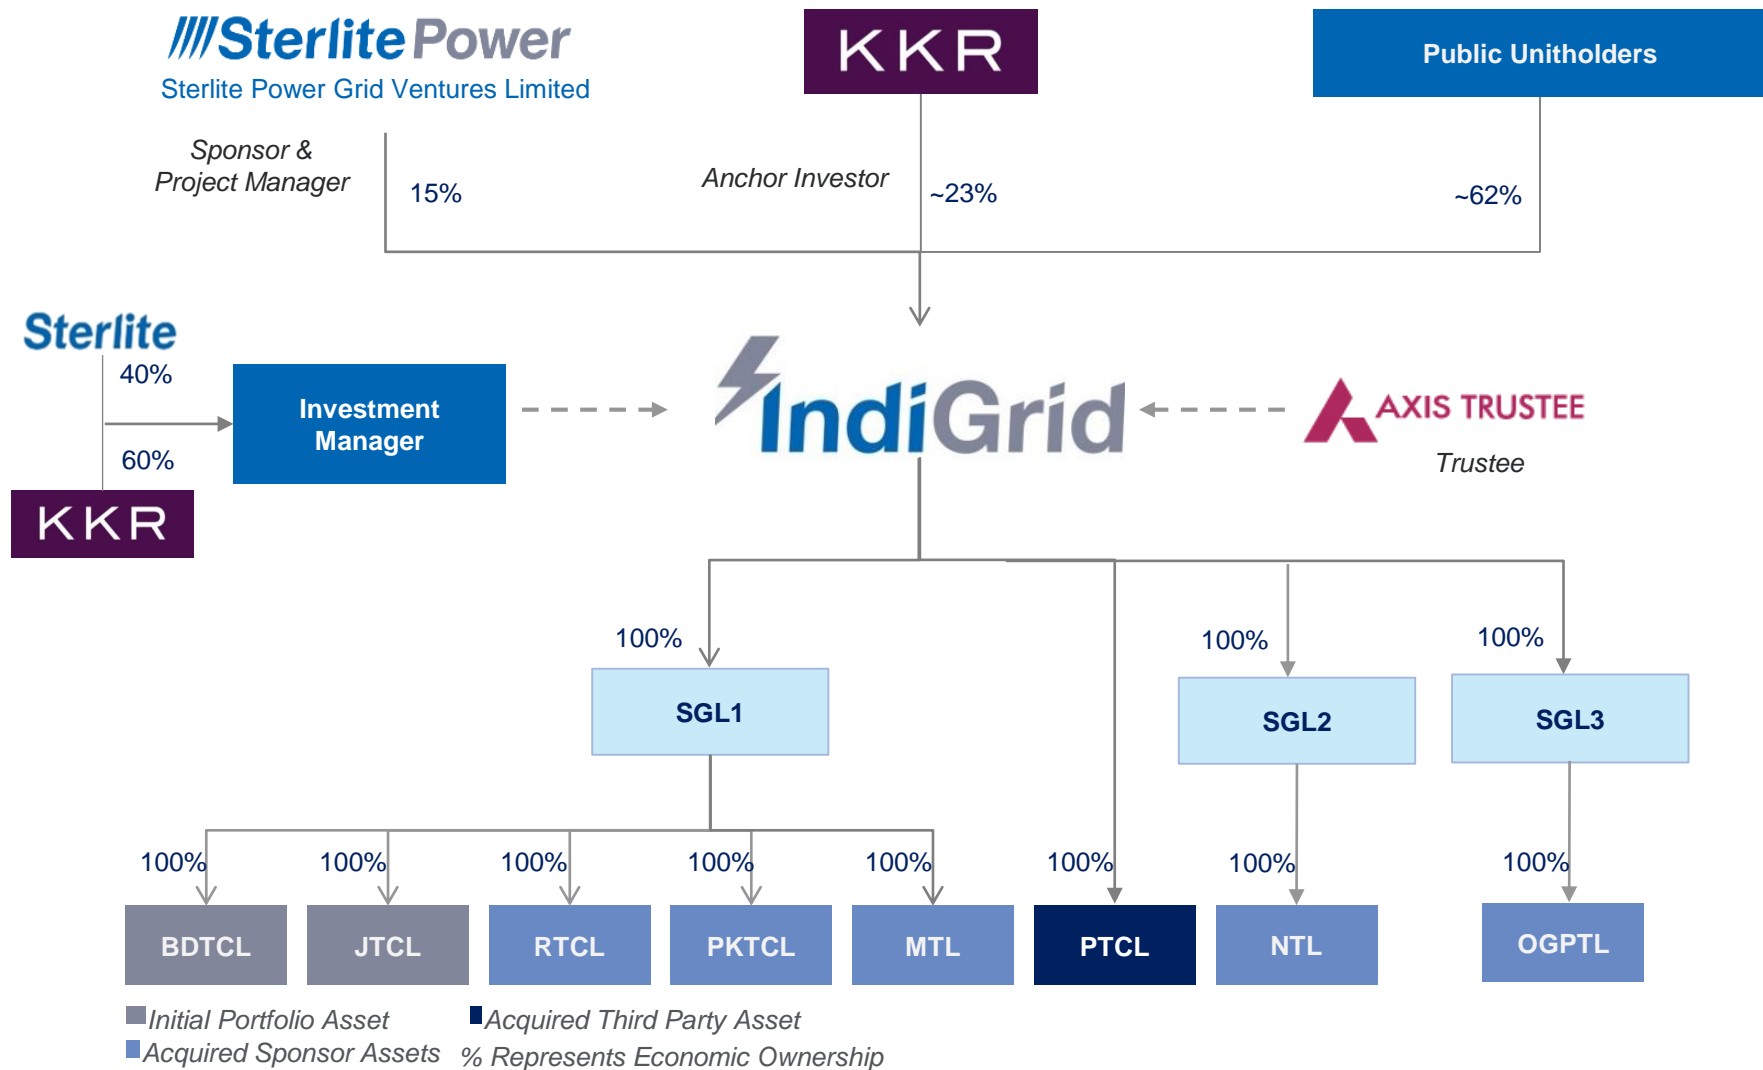 Sterlite Power
Sterlite Power Grid Ventures Limited
KKR
Public Unitholders
Sponsor &
Project Manager
15%
Anchor Investor
~23%
~62%
Sterlite
40%
60%
KKR
Investment
Manager
IndiGrid
AXIS TRUSTEE
Trustee
100%
100%
100%
SGL1
SGL2
SGL3
100%
100%
100%
100%
100%
100%
100%
100%
BDTCL
JTCL
RTCL
PKTCL
MTL
PTCL
NTL
OGPTL
Initial Portfolio Asset
Acquired Third Party Asset
Acquired Sponsor Assets
% Represents Economic Ownership